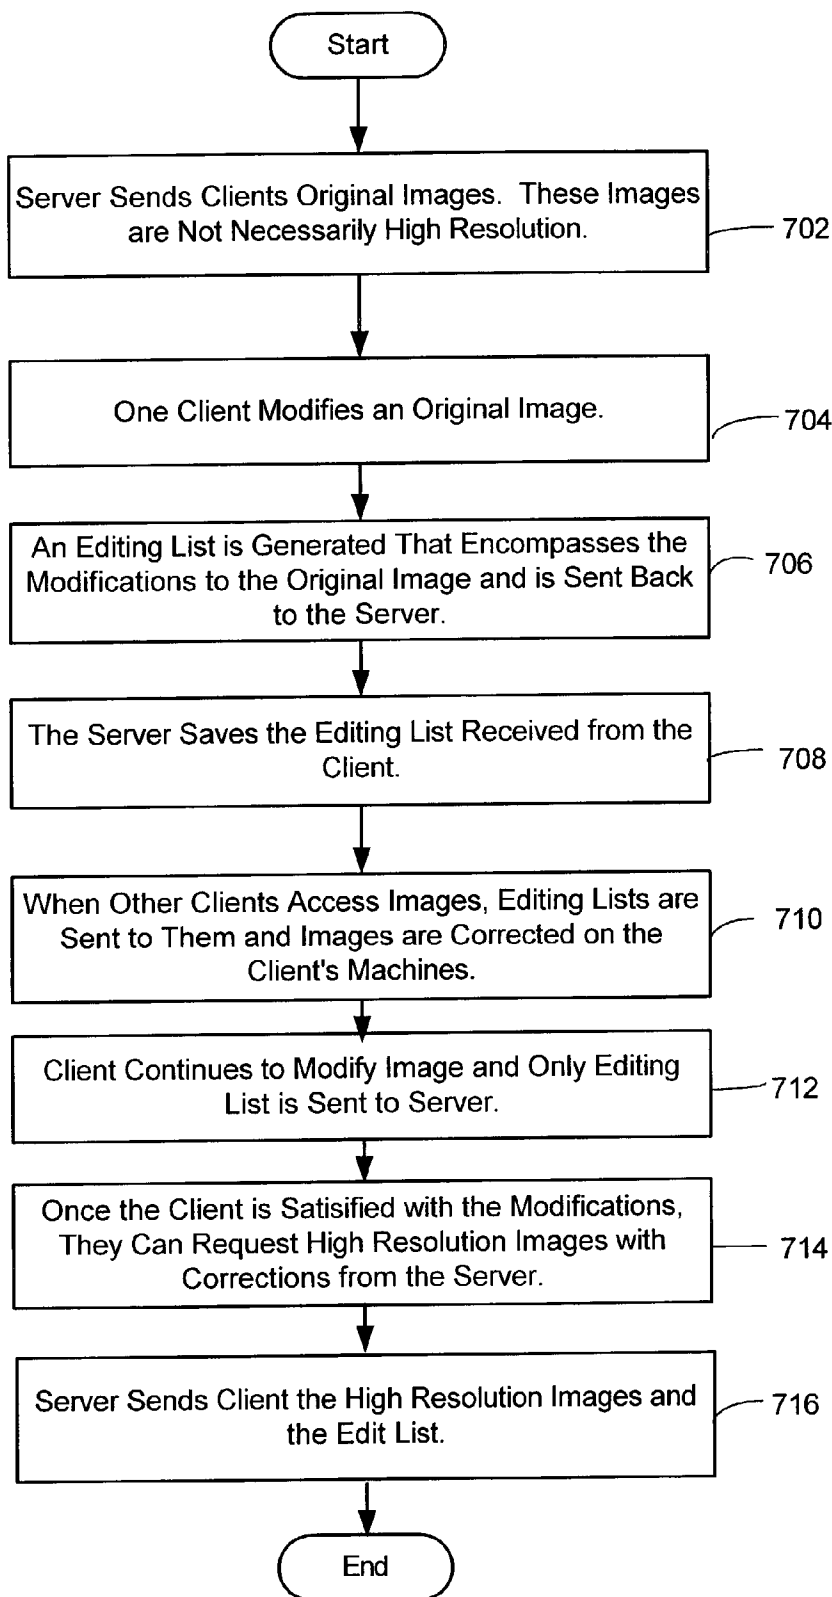 Start
Server Sends Clients Original Images. These Images
are Not Necessarily High Resolution.
702
One Client Modifies an Original Image.
704
An Editing List is Generated That Encompasses the
Modifications to the Original Image and is Sent Back
to the Server.
706
The Server Saves the Editing List Received from the
Client.
708
When Other Clients Access Images, Editing Lists are
Sent to Them and Images are Corrected on the
Client's Machines.
710
Client Continues to Modify Image and Only Editing
List is Sent to Server.
712
Once the Client is Satisified with the Modifications,
They Can Request High Resolution Images with
Corrections from the Server.
714
Server Sends Client the High Resolution Images and
the Edit List.
716
End